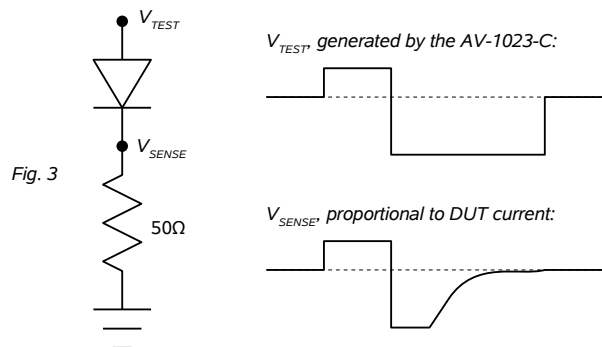 V_TEST
V_SENSE
Fig. 3
50Ω
V_TEST, generated by the AV-1023-C:
V_SENSE, proportional to DUT current: